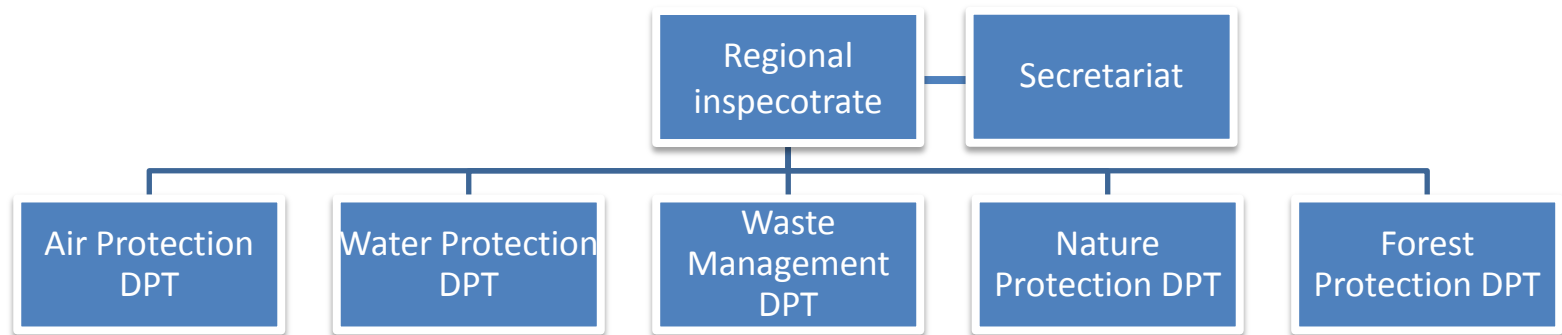 Regional
inspecotrate
Secretariat
Air Protection
DPT
Water Protection
DPT
Waste
Management
DPT
Nature
Protection DPT
Forest
Protection DPT